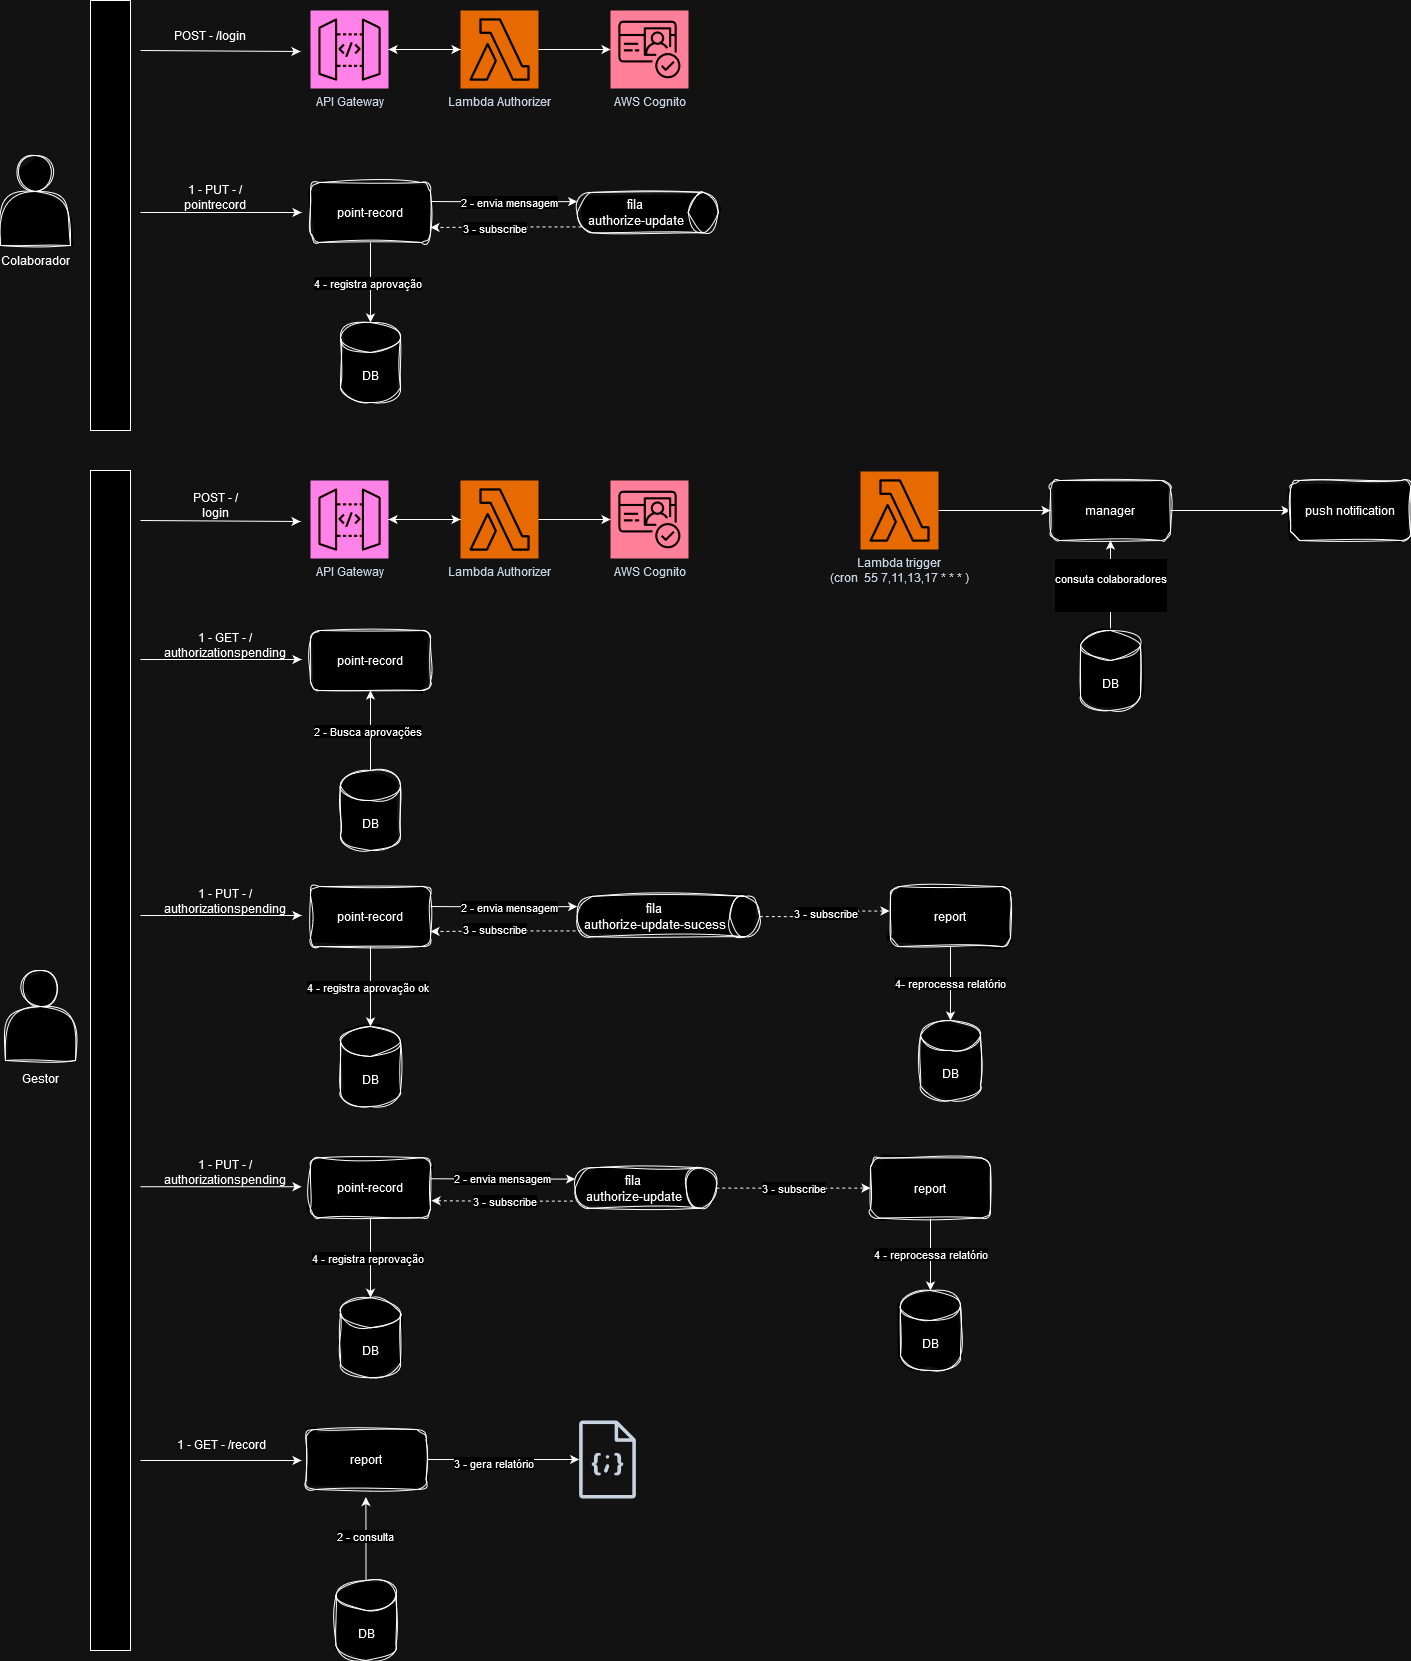 POST - /login
API Gateway
Lambda Authorizer
AWS Cognito
Colaborador
1 - PUT - /
pointrecord
point-record
2 - envia mensagem
3 - subscribe
fila
authorize-update
4 - registra aprovação
DB
POST - /
login
API Gateway
Lambda Authorizer
AWS Cognito
Lambda trigger
(cron  55 7,11,13,17 * * * )
manager
push notification
consuta colaboradores
DB
1 - GET - /
authorizationspending
point-record
2 - Busca aprovações
DB
1 - PUT - /
authorizationspending
point-record
2 - envia mensagem
3 - subscribe
fila
authorize-update-sucess
3 - subscribe
report
4 - registra aprovação ok
4- reprocessa relatório
DB
DB
Gestor
1 - PUT - /
authorizationspending
point-record
2 - envia mensagem
3 - subscribe
fila
authorize-update
3 - subscribe
report
4 - registra reprovação
4 - reprocessa relatório
DB
DB
1 - GET - /record
report
3 - gera relatório
{;}
2 - consulta
DB